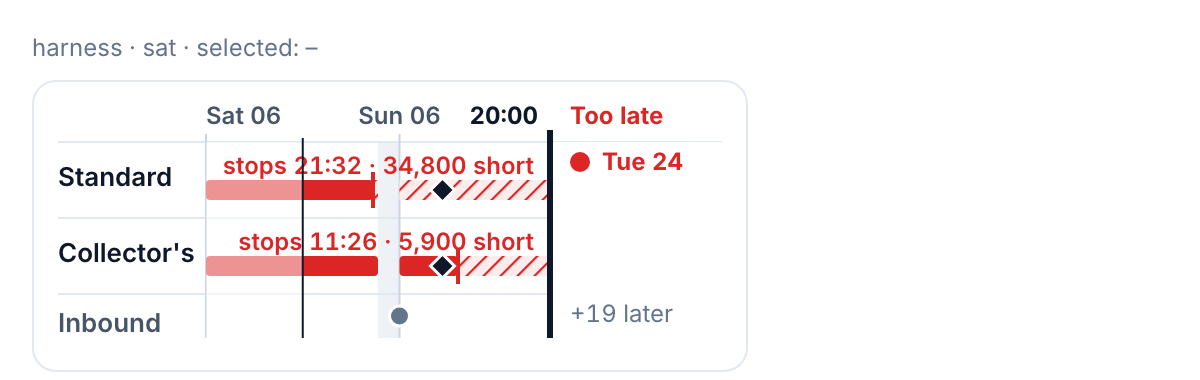 harness · sat · selected: –
Sat 06 Sun 06 20:00 Too late
stops 21:32 · 34,800 short
Standard
Tue 24
stops 11:26 · 5,900 short
Collector's
Inbound
+19 later